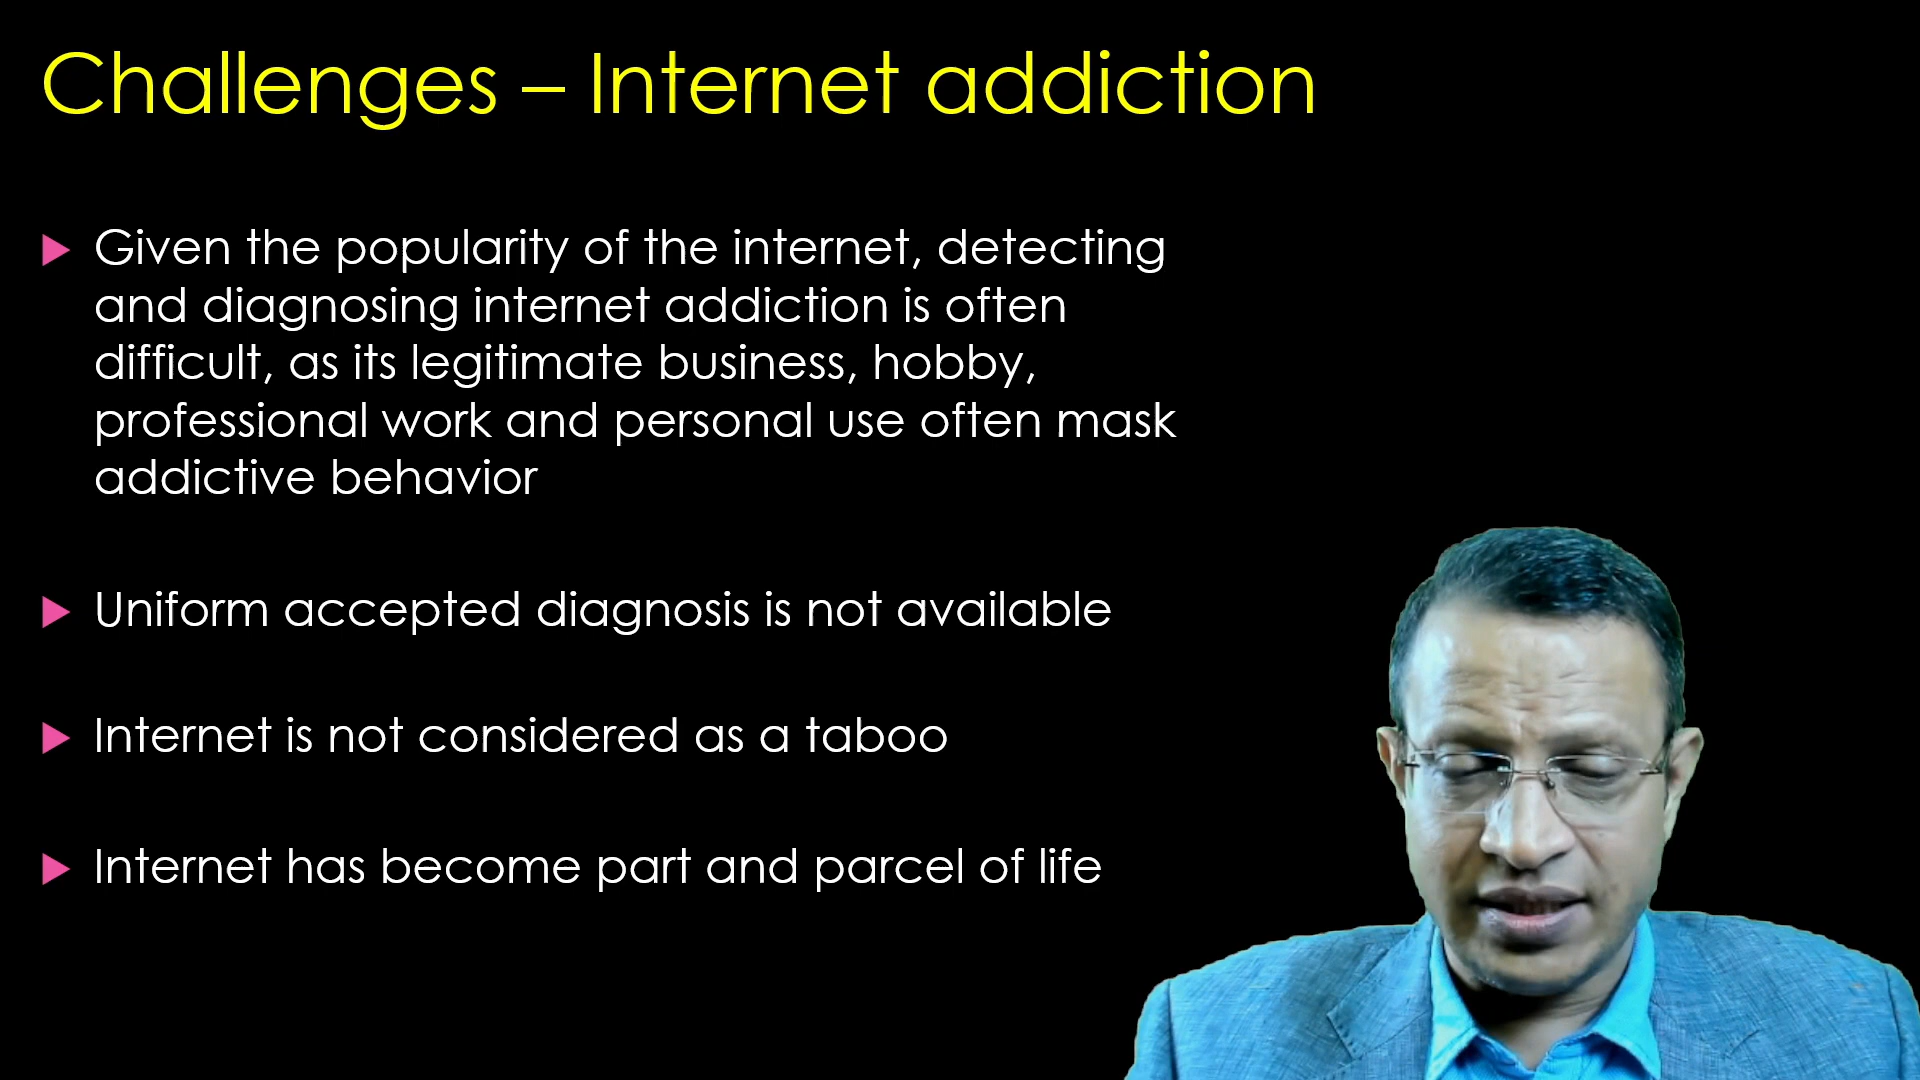 Challenges – Internet addiction
Given the popularity of the internet, detecting
and diagnosing internet addiction is often
difficult, as its legitimate business, hobby,
professional work and personal use often mask
addictive behavior
Uniform accepted diagnosis is not available
Internet is not considered as a taboo
Internet has become part and parcel of life